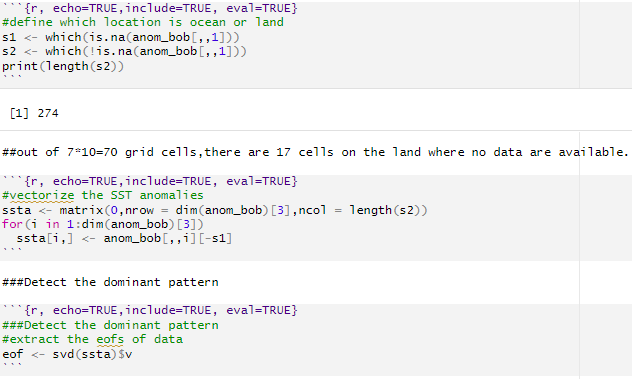 ```{r, echo=TRUE,include=TRUE, eval=TRUE}
#define which location is ocean or land
s1 <- which(is.na(anom_bob[,,1]))
s2 <- which(!is.na(anom_bob[,,1]))
print(length(s2))
```
[1] 274
##out of 7*10=70 grid cells,there are 17 cells on the land where no data are available.
```{r, echo=TRUE,include=TRUE, eval=TRUE}
#vectorize the SST anomalies
ssta <- matrix(0,nrow = dim(anom_bob)[3],ncol = length(s2))
for(i in 1:dim(anom_bob)[3])
  ssta[i,] <- anom_bob[,,i][-s1]
```
###Detect the dominant pattern
```{r, echo=TRUE,include=TRUE, eval=TRUE}
###Detect the dominant pattern
#extract the eofs of data
eof <- svd(ssta)$v
```